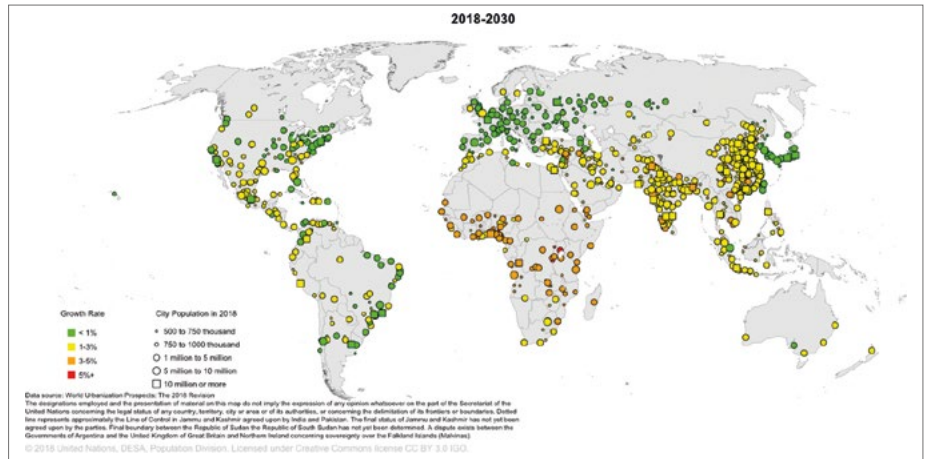 2018-2030
Growth Rate
< 1%
1-3%
3-5%
5%+
City Population in 2018
500 to 750 thousand
750 to 1000 thousand
1 million to 5 million
5 million to 10 million
10 million or more
Data source: World Urbanization Prospects: The 2018 Revision
The designations employed and the presentation of material on this map do not imply the expression of any opinion whatsoever on the part of the Secretariat of the
United Nations concerning the legal status of any country, territory, city or area or of its authorities, or concerning the delimitation of its frontiers or boundaries. Dotted
line represents approximately the Line of Control in Jammu and Kashmir agreed upon by India and Pakistan. The final status of Jammu and Kashmir has not yet been
agreed upon by the parties. Final boundary between the Republic of Sudan the Republic of South Sudan has not yet been determined. A dispute exists between the
Governments of Argentina and the United Kingdom of Great Britain and Northern Ireland concerning sovereignty over the Falkland Islands (Malvinas).
© 2018 United Nations, DESA, Population Division. Licensed under Creative Commons license CC BY 3.0 IGO.